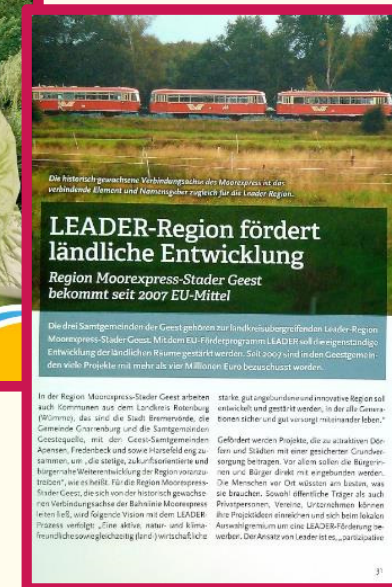 Die historisch gewachsene Verbindungsachse des Moorexpress ist das
verbindende Element und Namensgeber zugleich für die Leader Region.
LEADER-Region fördert
ländliche Entwicklung
Region Moorexpress-Stader Geest
bekommt seit 2007 EU-Mittel
Die drei Samtgemeinden der Geest gehören zur landkreisübergreifenden Leader-Region
Moorexpress-Stader Geest. Mit dem EU-Förderprogramm LEADER soll die eigenständige
Entwicklung der ländlichen Räume gestärkt werden. Seit 2007 sind in den Geestgemein-
den viele Projekte mit mehr als vier Millionen Euro bezuschusst worden.
In der Region Moorexpress-Stader Geest arbeiten
auch Kommunen aus dem Landkreis Rotenburg
(Wümme), das sind die Stadt Bremervörde, die
Gemeinde Gnarrenburg und die Samtgemeinden
Geestequelle, mit den Geest-Samtgemeinden
Apensen, Fredenbeck und sowie Harsefeld eng zu-
sammen, um „die stetige, zukunftsorientierte und
bürgernahe Weiterentwicklung der Region voranzu-
treiben“, wie es heißt. Für die Region Moorexpress-
Stader Geest, die sich von der historisch gewachse-
nen Verbindungsachse der Bahnlinie Moorexpress
leiten ließ, wird folgende Vision mit dem LEADER-
Prozess verfolgt: „Eine aktive, natur- und klima-
freundliche sowie gleichzeitig (land-) wirtschaftliche
starke, gut angebundene und innovative Region soll
entwickelt und gestärkt werden, in der alle Genera-
tionen sicher und gut versorgt miteinander leben.“
Gefördert werden Projekte, die zu attraktiven Dör-
fern und Städten mit einer gesicherten Grundver-
sorgung beitragen. Vor allem sollen die Bürgerin-
nen und Bürger direkt mit eingebunden werden.
Die Menschen vor Ort wüssten am besten, was
sie brauchen. Sowohl öffentliche Träger als auch
Privatpersonen, Vereine, Unternehmen können
ihre Projektideen einreichen und sich beim lokalen
Auswahlgremium um eine LEADER-Förderung be-
werben. Der Ansatz von Leader ist es, „partizipative
31